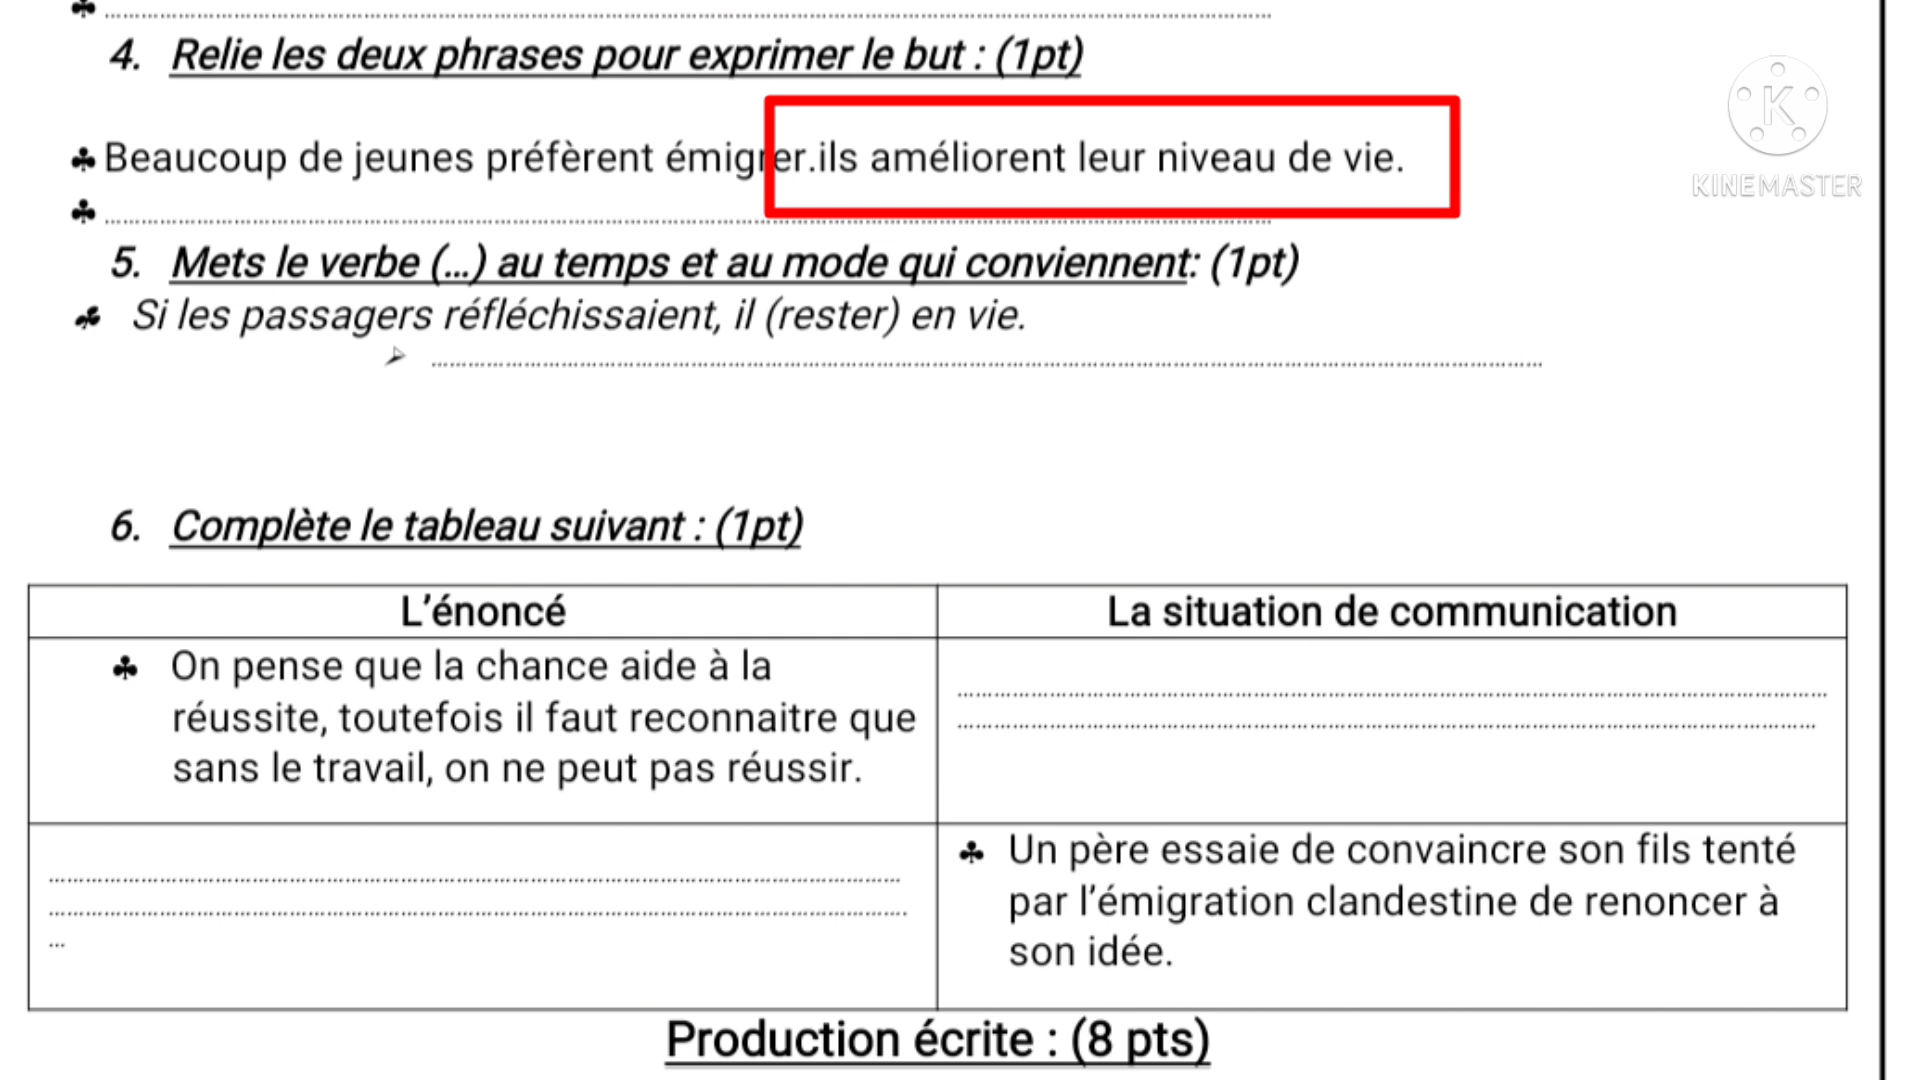 4. Relie les deux phrases pour exprimer le but : (1pt)
♣ Beaucoup de jeunes préfèrent émigrer.ils améliorent leur niveau de vie.
♣ ........
5. Mets le verbe (...) au temps et au mode qui conviennent: (1pt)
♣ Si les passagers réfléchissaient, il (rester) en vie.
6. Complète le tableau suivant : (1pt)
L'énoncé
La situation de communication
♣ On pense que la chance aide à la
réussite, toutefois il faut reconnaitre que
sans le travail, on ne peut pas réussir.
♣ Un père essaie de convaincre son fils tenté
par l'émigration clandestine de renoncer à
son idée.
Production écrite : (8 pts)
K
KINEMASTER